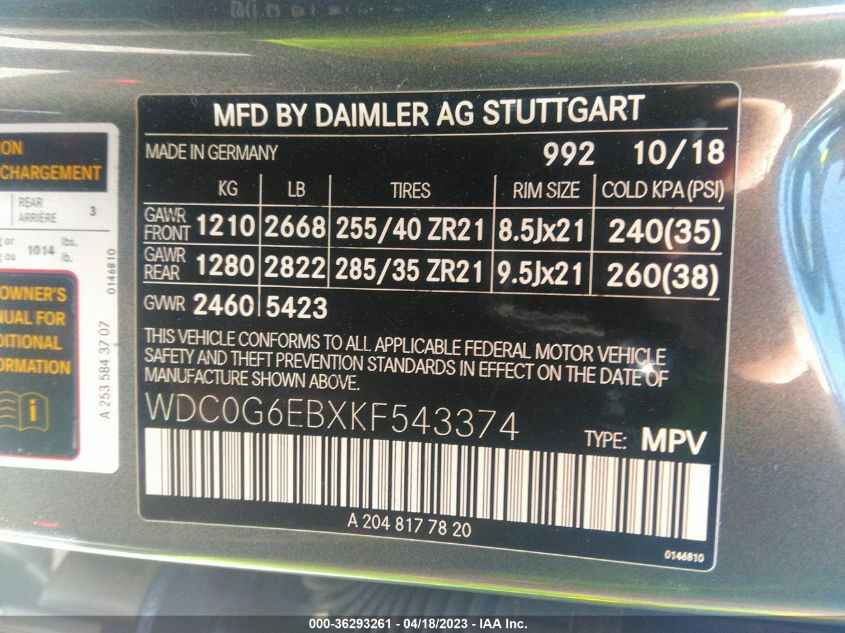 MFD BY DAIMLER AG STUTTGART
MADE IN GERMANY 992 10/18
KG LB TIRES RIM SIZE COLD KPA (PSI)
GAWR FRONT 1210 2668 255/40 ZR21 8.5Jx21 240(35)
GAWR REAR 1280 2822 285/35 ZR21 9.5Jx21 260(38)
GVWR 2460 5423
THIS VEHICLE CONFORMS TO ALL APPLICABLE FEDERAL MOTOR VEHICLE
SAFETY AND THEFT PREVENTION STANDARDS IN EFFECT ON THE DATE OF
MANUFACTURE SHOWN ABOVE.
WDC0G6EBXKF543374
TYPE: MPV
A 204 817 78 20
0146810
CHARGEMENT
REAR
ARRIÈRE 3
or 1014 lbs.
ou lb.
0146810
OWNER'S
FOR
A 253 584 37 07
000-36293261 - 04/18/2023 - IAA Inc.